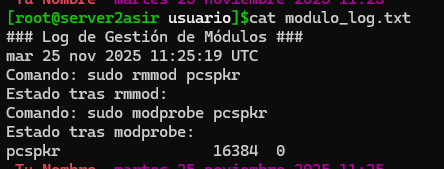 Tu Nombre martes 25 noviembre 2025 11:25
[root@server2asir usuario]$cat modulo_log.txt
### Log de Gestión de Módulos ###
mar 25 nov 2025 11:25:19 UTC
Comando: sudo rmmod pcspkr
Estado tras rmmod:
Comando: sudo modprobe pcspkr
Estado tras modprobe:
pcspkr 16384 0
Tu Nombre martes 25 noviembre 2025 11:25